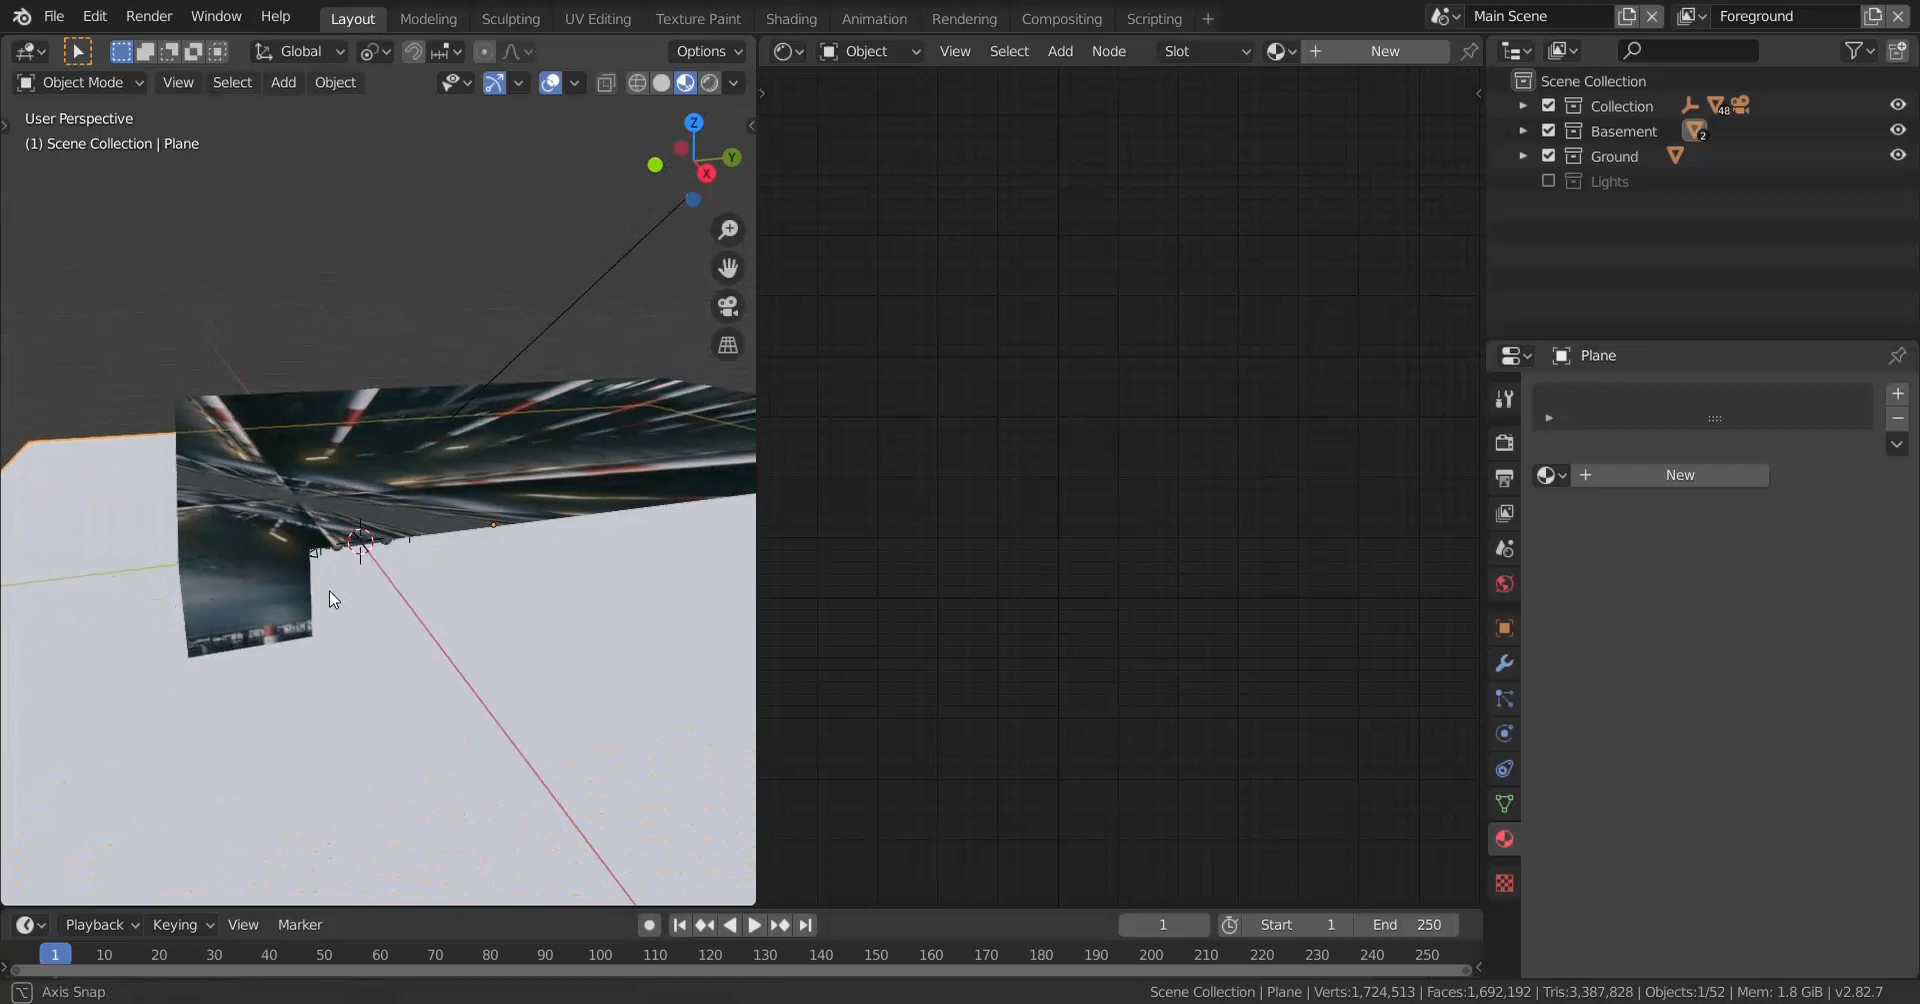 File Edit Render Window Help Layout Modeling Sculpting UV Editing Texture Paint Shading Animation Rendering Compositing Scripting + Main Scene Foreground
Global Options Object View Select Add Node Slot New
Object Mode View Select Add Object
User Perspective
(1) Scene Collection | Plane
Z
Y
X
Scene Collection
Collection 48
Basement 2
Ground
Lights
Plane
New
Playback Keying View Marker 1 Start 1 End 250
1 10 20 30 40 50 60 70 80 90 100 110 120 130 140 150 160 170 180 190 200 210 220 230 240 250
Axis Snap Scene Collection | Plane | Verts:1,724,513 | Faces:1,692,192 | Tris:3,387,828 | Objects:1/52 | Mem: 1.8 GiB | v2.82.7